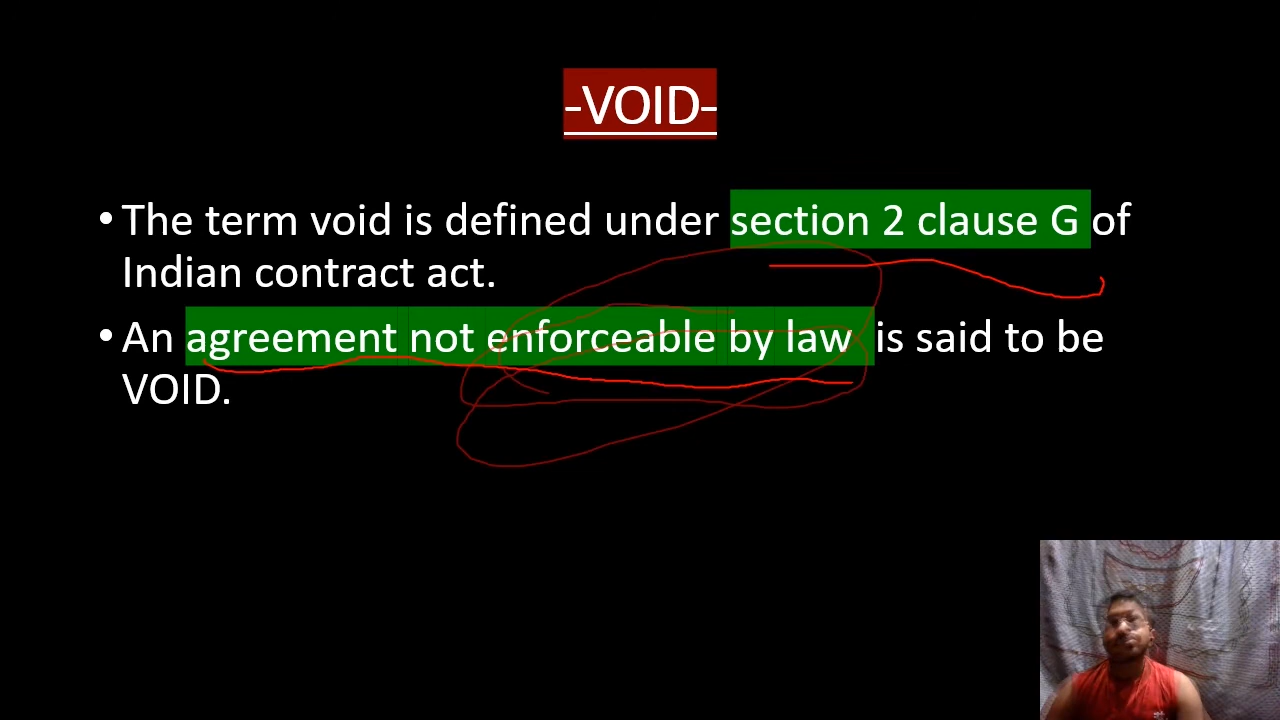 -VOID-
• The term void is defined under section 2 clause G of
Indian contract act.
• An agreement not enforceable by law is said to be
VOID.